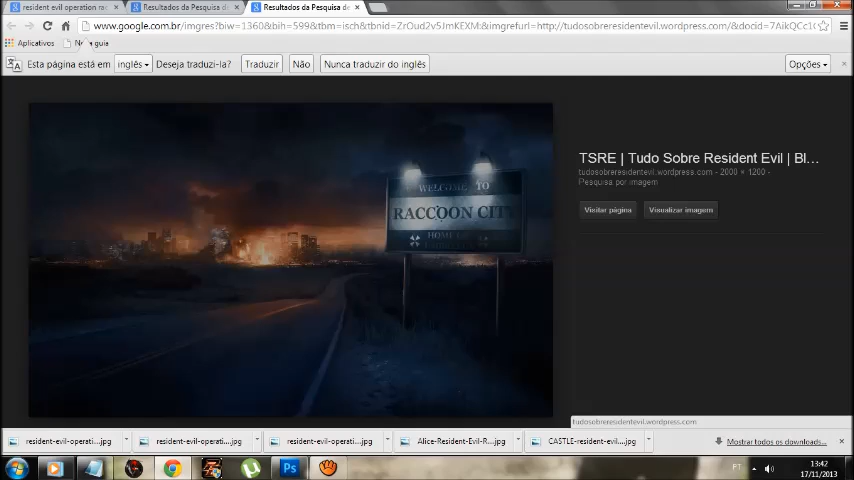 resident evil operation rac
Resultados da Pesquisa d
Resultados da Pesquisa de
www.google.com.br/imgres?biw=1360&bih=599&tbm=isch&tbnid=ZrOud2v5JmKEXM:&imgrefurl=http://tudosobreresidentevil.wordpress.com/&docid=7AikQCc1
Aplicativos
guia
Esta página está em inglês Deseja traduzi-la? Traduzir Não Nunca traduzir do inglês Opções
WELCOME TO
RACCOON CITY
HOME OF
TSRE | Tudo Sobre Resident Evil | Bl...
tudosobreresidentevil.wordpress.com - 2000 × 1200 -
Pesquisa por imagem
Visitar página Visualizar imagem
tudosobreresidentevil.wordpress.com
resident-evil-operati....jpg resident-evil-operati....jpg resident-evil-operati....jpg Alice-Resident-Evil-R....jpg CASTLE-resident-evil....jpg Mostrar todos os downloads...
PT
13:42
17/11/2013